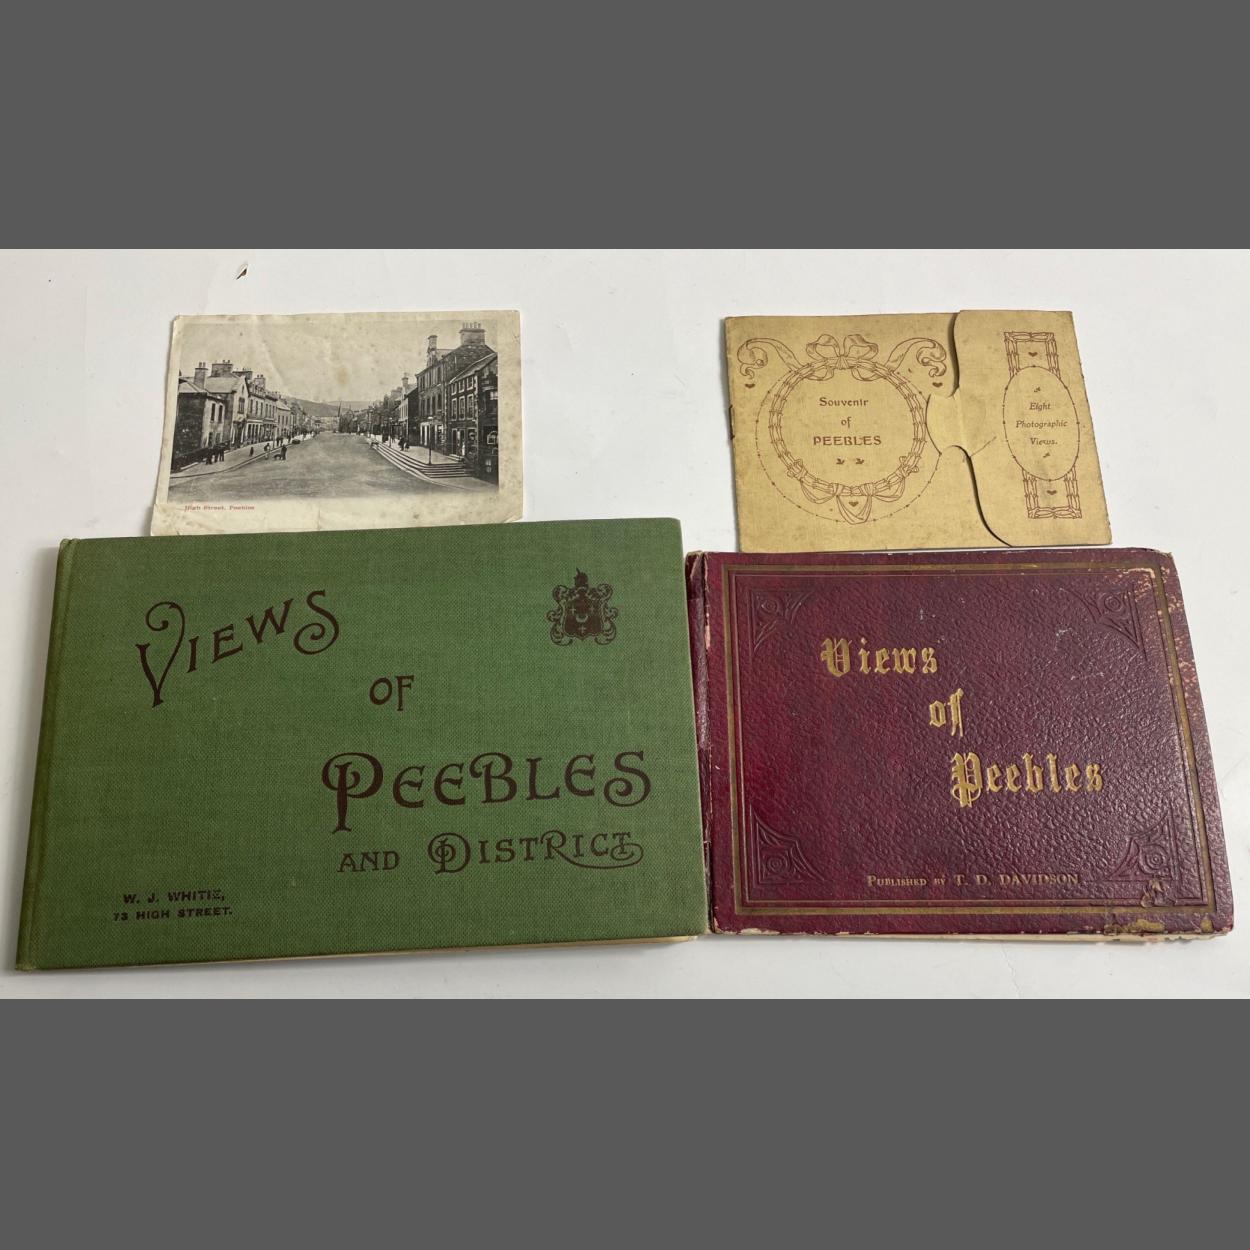 High Street, Peebles
Souvenir
of
PEEBLES
Eight
Photographic
Views.
VIEWS
OF
PEEBLES
AND DISTRICT
W. J. WHITIE,
73 HIGH STREET.
Views
of
Peebles
PUBLISHED BY T. D. DAVIDSON